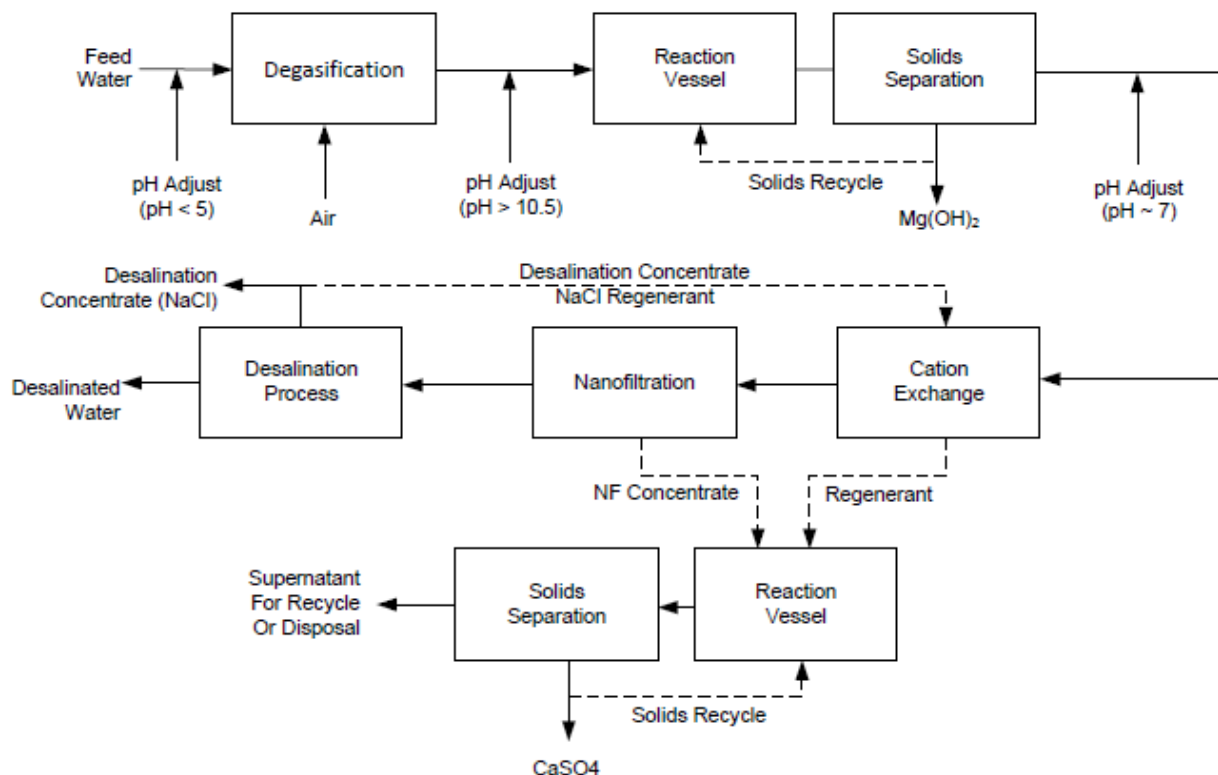 Feed
Water
Degasification
Reaction
Vessel
Solids
Separation
pH Adjust
(pH < 5)
Air
pH Adjust
(pH > 10.5)
Solids Recycle
Mg(OH)₂
pH Adjust
(pH ~ 7)
Desalination
Concentrate (NaCl)
Desalination Concentrate
NaCl Regenerant
Desalinated
Water
Desalination
Process
Nanofiltration
Cation
Exchange
NF Concentrate
Regenerant
Supernatant
For Recycle
Or Disposal
Solids
Separation
Reaction
Vessel
Solids Recycle
CaSO4